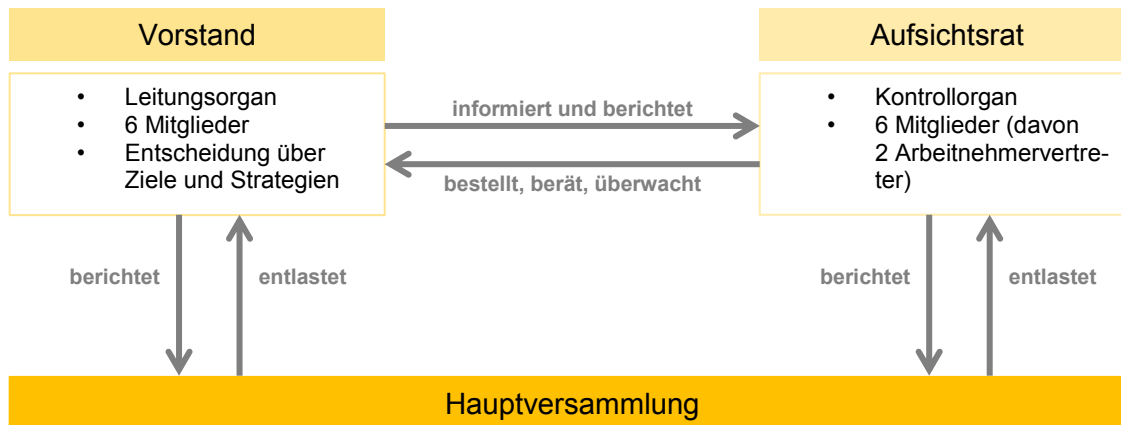 Vorstand
• Leitungsorgan
• 6 Mitglieder
• Entscheidung über
Ziele und Strategien
informiert und berichtet
bestellt, berät, überwacht
Aufsichtsrat
• Kontrollorgan
• 6 Mitglieder (davon
2 Arbeitnehmervertre-
ter)
berichtet
entlastet
berichtet
entlastet
Hauptversammlung